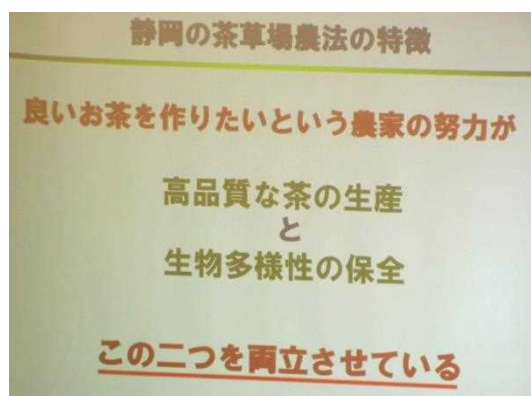 静岡の茶草場農法の特徴
良いお茶を作りたいという農家の努力が
高品質な茶の生産
と
生物多様性の保全
この二つを両立させている